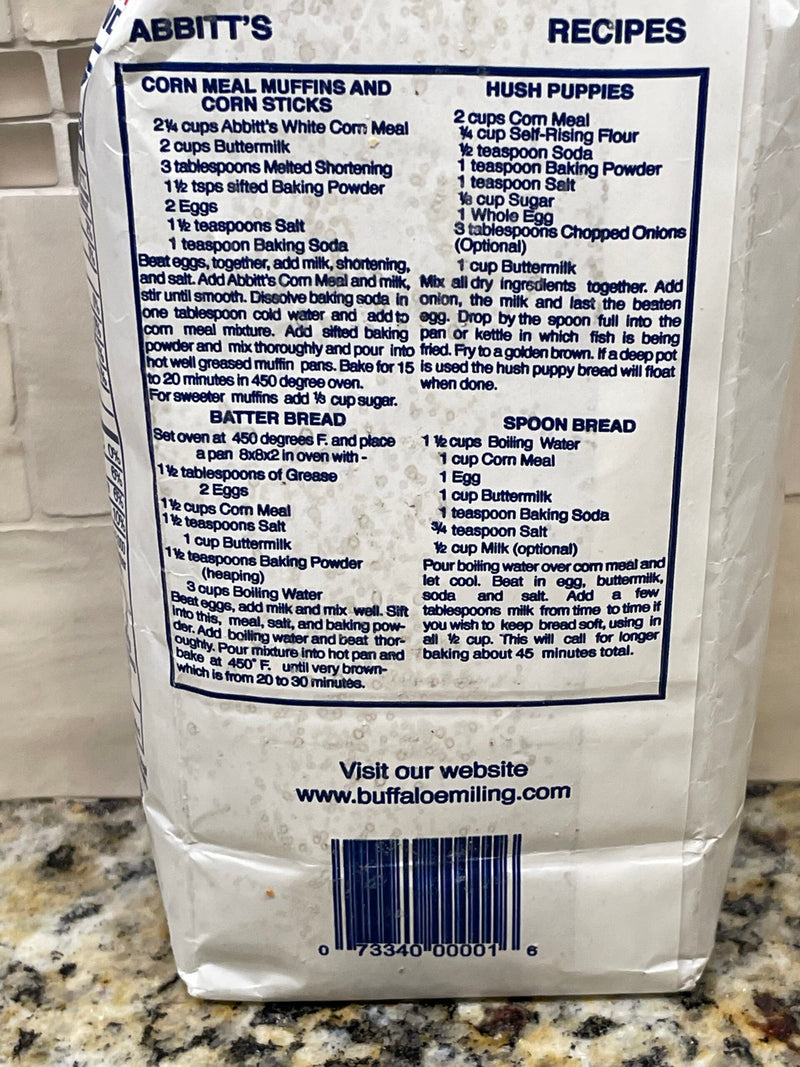 ABBITT'S RECIPES
CORN MEAL MUFFINS AND
CORN STICKS
2¼ cups Abbitt's White Corn Meal
2 cups Buttermilk
3 tablespoons Melted Shortening
1½ tsps sifted Baking Powder
2 Eggs
1½ teaspoons Salt
1 teaspoon Baking Soda
Beat eggs, together, add milk, shortening,
and salt. Add Abbitt's Corn Meal and milk,
stir until smooth. Dissolve baking soda in
one tablespoon cold water and add to
corn meal mixture. Add sifted baking
powder and mix thoroughly and pour into
hot well greased muffin pans. Bake for 15
to 20 minutes in 450 degree oven.
For sweeter muffins add ⅓ cup sugar.
HUSH PUPPIES
2 cups Corn Meal
¼ cup Self-Rising Flour
½ teaspoon Soda
1 teaspoon Baking Powder
1 teaspoon Salt
⅛ cup Sugar
1 Whole Egg
3 tablespoons Chopped Onions
(Optional)
1 cup Buttermilk
Mix all dry ingredients together. Add
onion, the milk and last the beaten
egg. Drop by the spoon full into the
pan or kettle in which fish is being
fried. Fry to a golden brown. If a deep pot
is used the hush puppy bread will float
when done.
BATTER BREAD
Set oven at 450 degrees F. and place
a pan 8x8x2 in oven with -
1½ tablespoons of Grease
2 Eggs
1½ cups Corn Meal
1½ teaspoons Salt
1 cup Buttermilk
1½ teaspoons Baking Powder
(heaping)
3 cups Boiling Water
Beat eggs, add milk and mix well. Sift
into this, meal, salt, and baking pow-
der. Add boiling water and beat thor-
oughly. Pour mixture into hot pan and
bake at 450° F. until very brown-
which is from 20 to 30 minutes.
SPOON BREAD
1½ cups Boiling Water
1 cup Corn Meal
1 Egg
1 cup Buttermilk
1 teaspoon Baking Soda
¾ teaspoon Salt
½ cup Milk (optional)
Pour boiling water over corn meal and
let cool. Beat in egg, buttermilk,
soda and salt. Add a few
tablespoons milk from time to time if
you wish to keep bread soft, using in
all ½ cup. This will call for longer
baking about 45 minutes total.
Visit our website
www.buffaloemiling.com
0 73340 00001 6